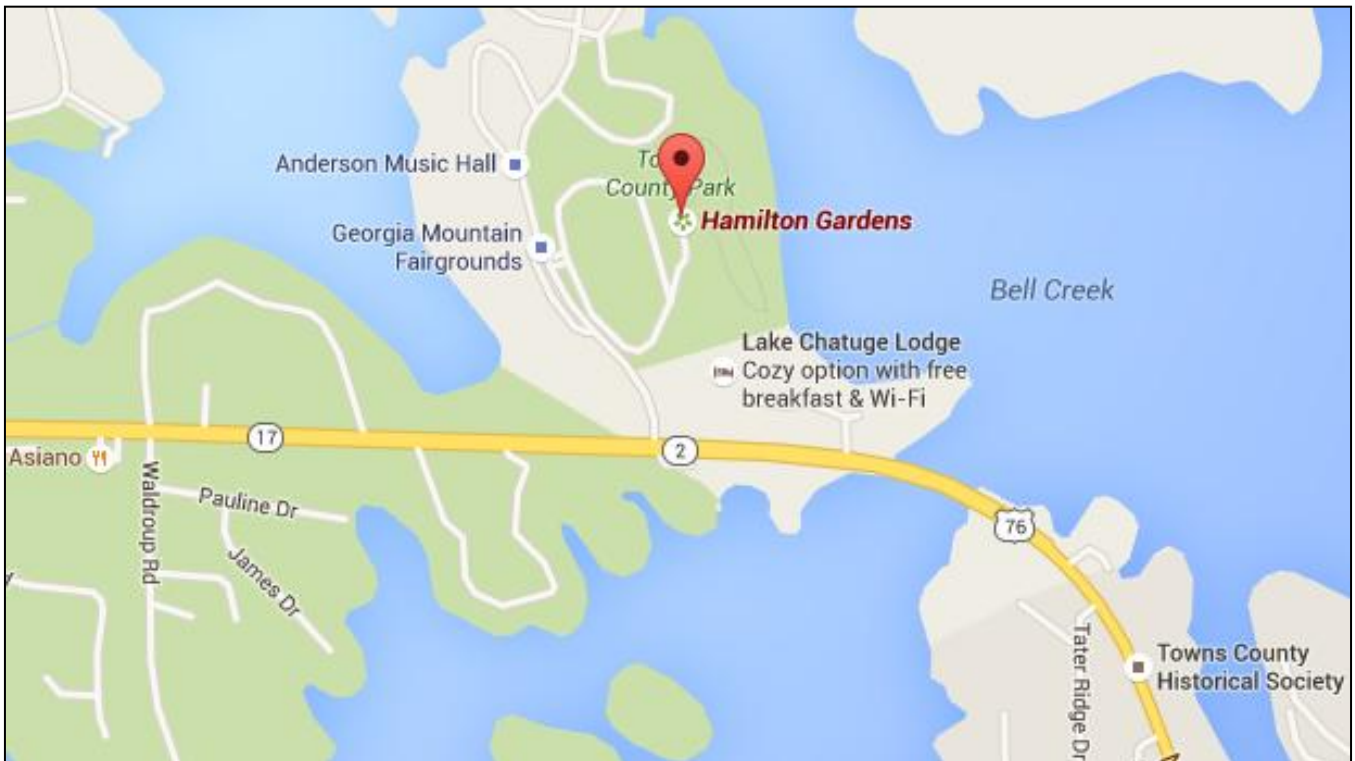 Anderson Music Hall
County Park
Hamilton Gardens
Georgia Mountain
Fairgrounds
Bell Creek
Lake Chatuge Lodge
Cozy option with free
breakfast & Wi-Fi
17
2
Asiano
Waldroup Rd
Pauline Dr
James Dr
76
Tater Ridge Dr
Towns County
Historical Society